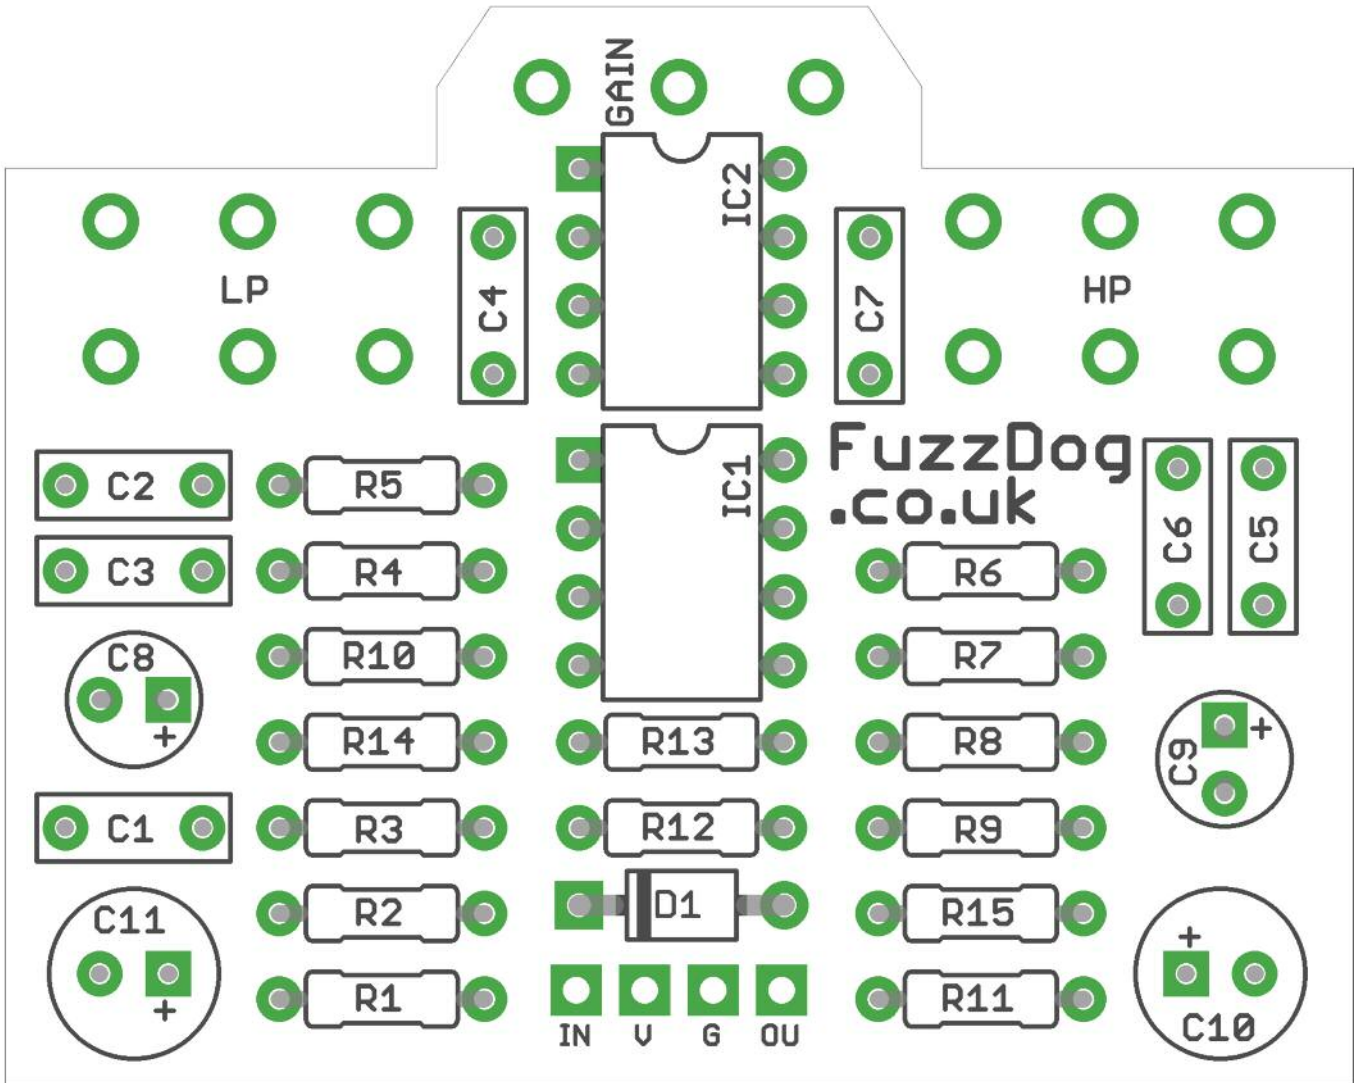 GAIN
IC2
LP
C4
C7
HP
FuzzDog
.co.uk
C2
R5
IC1
C6
C5
C3
R4
R6
C8
+
R10
R7
R14
R13
R8
C9
+
C1
R3
R12
R9
C11
+
R2
D1
R15
+
C10
R1
R11
IN V G OU